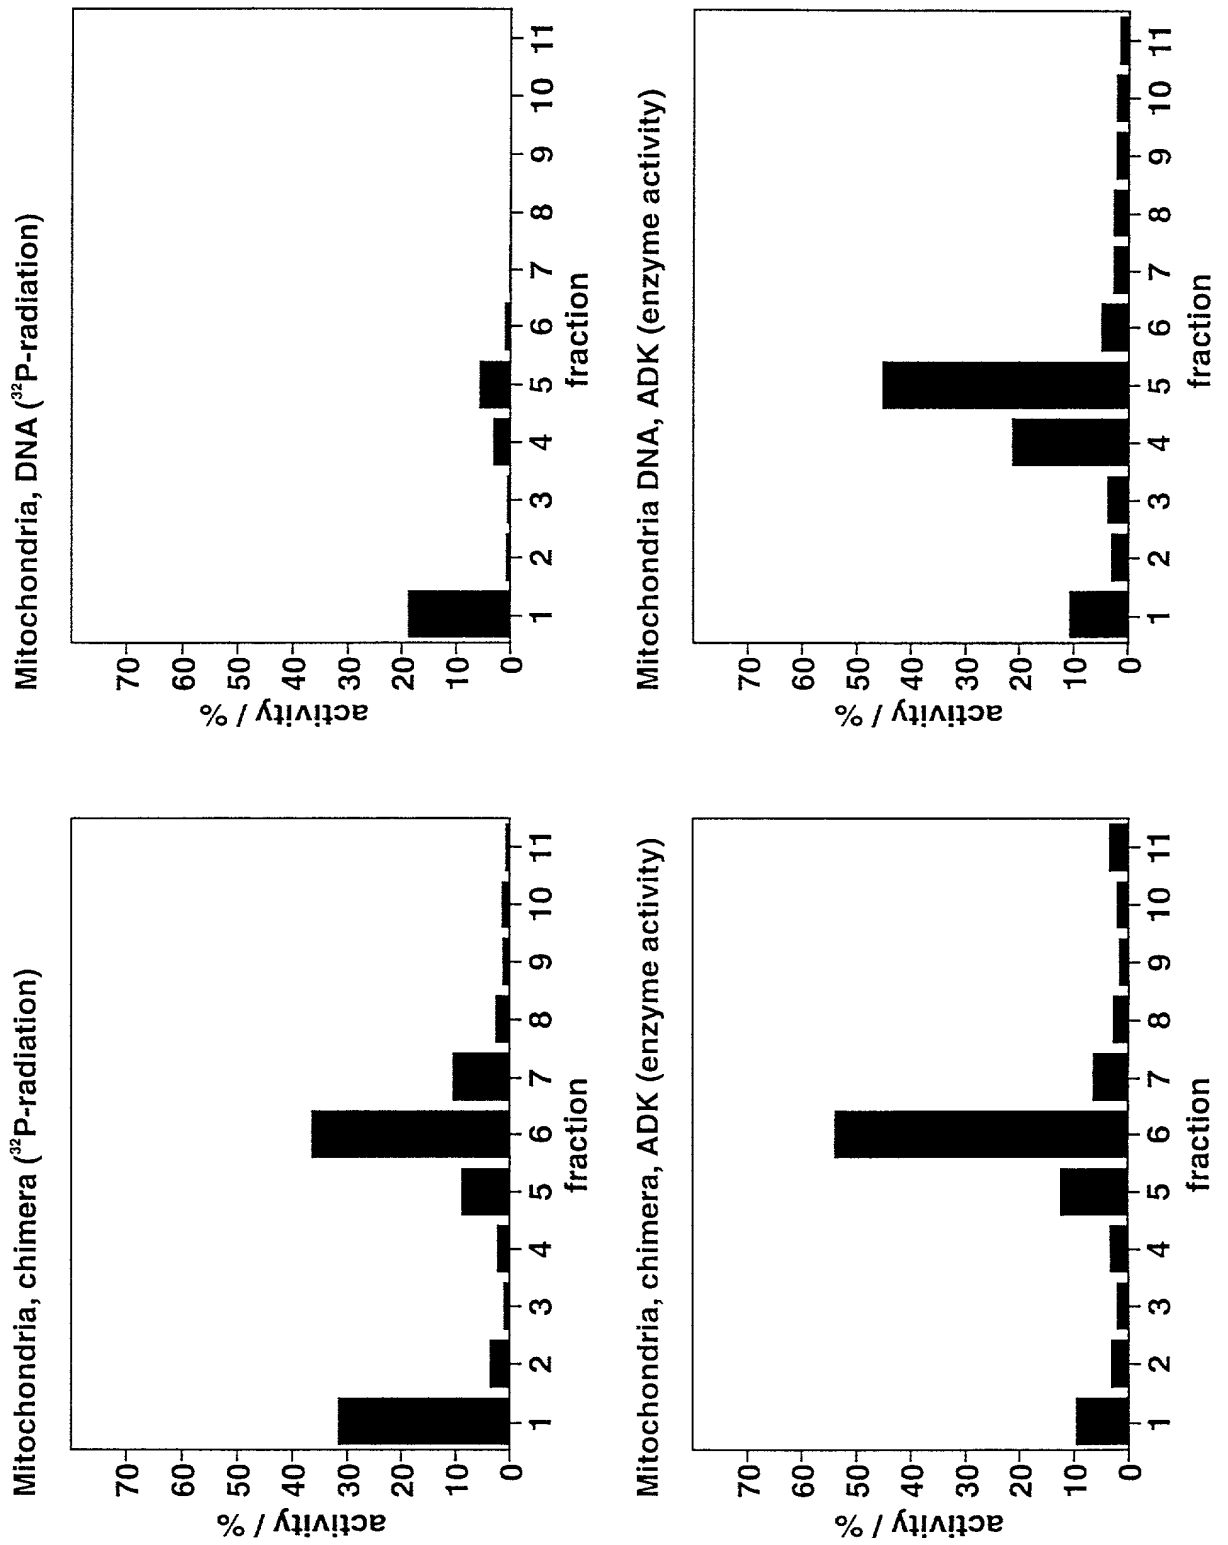 Mitochondria, chimera (³²P-radiation)
activity / %
70
60
50
40
30
20
10
0
1 2 3 4 5 6 7 8 9 10 11
fraction
Mitochondria, DNA (³²P-radiation)
activity / %
70
60
50
40
30
20
10
0
1 2 3 4 5 6 7 8 9 10 11
fraction
Mitochondria, chimera, ADK (enzyme activity)
activity / %
70
60
50
40
30
20
10
0
1 2 3 4 5 6 7 8 9 10 11
fraction
Mitochondria DNA, ADK (enzyme activity)
activity / %
70
60
50
40
30
20
10
0
1 2 3 4 5 6 7 8 9 10 11
fraction